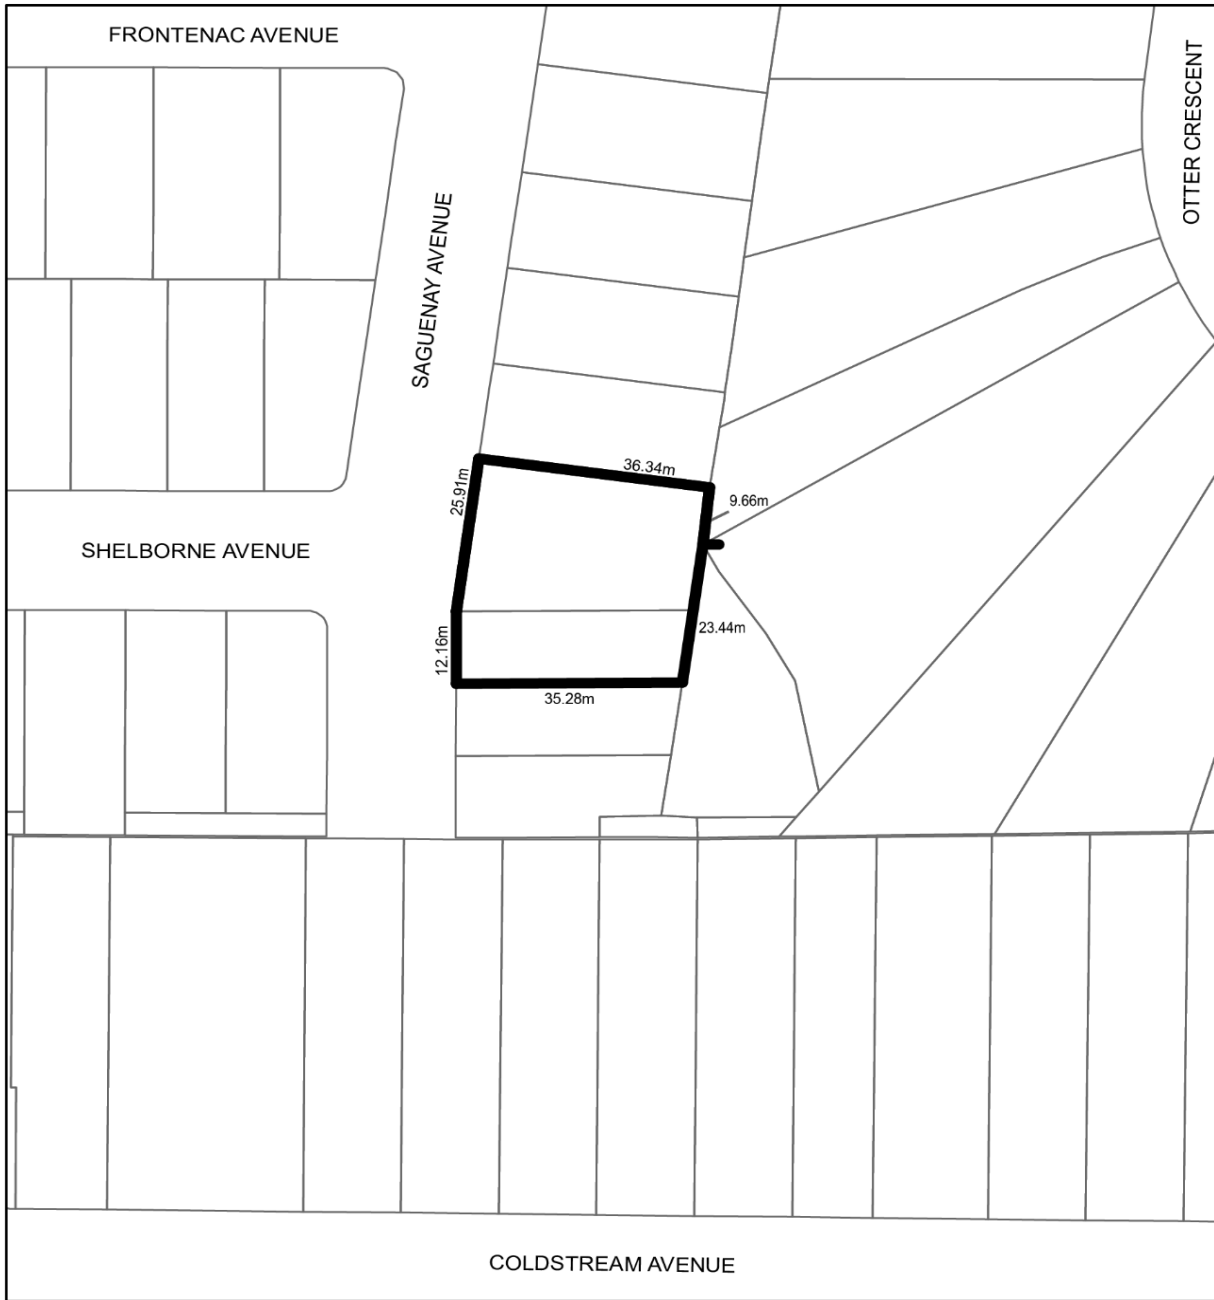 FRONTENAC AVENUE
OTTER CRESCENT
SAGUENAY AVENUE
36.34m
25.91m
9.66m
SHELBORNE AVENUE
23.44m
12.16m
35.28m
COLDSTREAM AVENUE